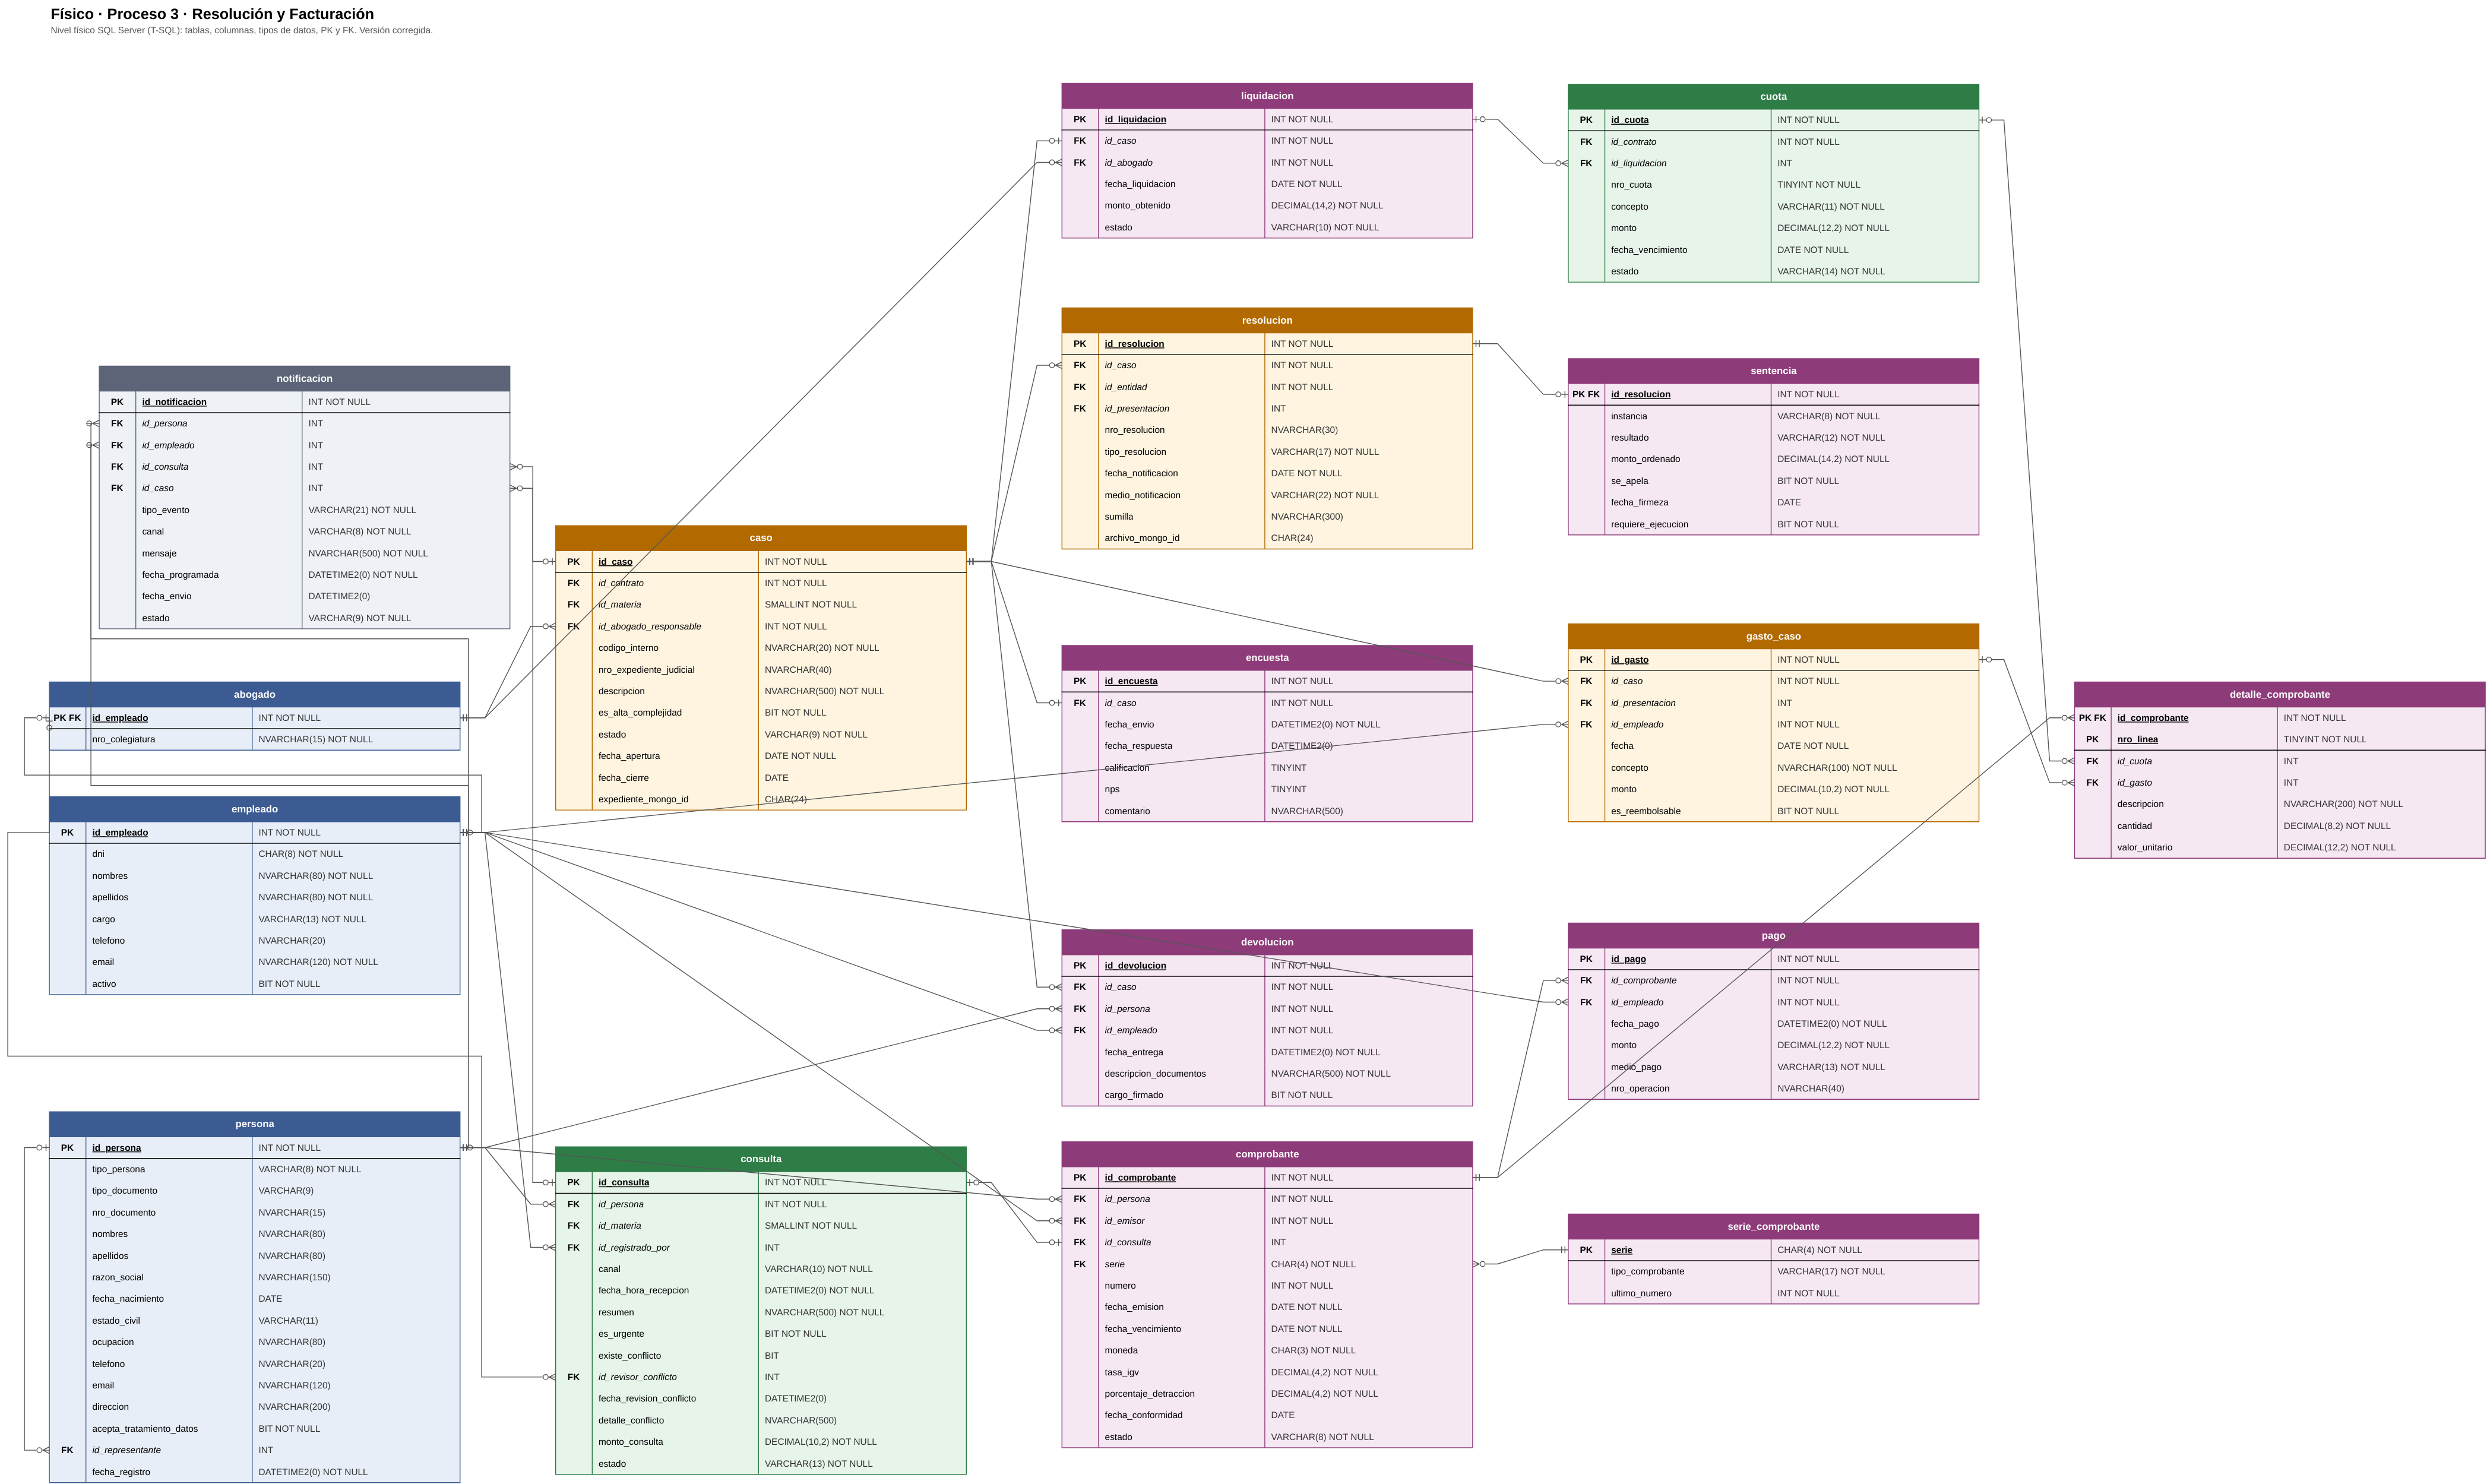 Físico · Proceso 3 · Resolución y Facturación
Nivel físico SQL Server (T-SQL): tablas, columnas, tipos de datos, PK y FK. Versión corregida.
liquidacion
PK id_liquidacion INT NOT NULL
FK id_caso INT NOT NULL
FK id_abogado INT NOT NULL
fecha_liquidacion DATE NOT NULL
monto_obtenido DECIMAL(14,2) NOT NULL
estado VARCHAR(10) NOT NULL
cuota
PK id_cuota INT NOT NULL
FK id_contrato INT NOT NULL
FK id_liquidacion INT
nro_cuota TINYINT NOT NULL
concepto VARCHAR(11) NOT NULL
monto DECIMAL(12,2) NOT NULL
fecha_vencimiento DATE NOT NULL
estado VARCHAR(14) NOT NULL
resolucion
PK id_resolucion INT NOT NULL
FK id_caso INT NOT NULL
FK id_entidad INT NOT NULL
FK id_presentacion INT
nro_resolucion NVARCHAR(30)
tipo_resolucion VARCHAR(17) NOT NULL
fecha_notificacion DATE NOT NULL
medio_notificacion VARCHAR(22) NOT NULL
sumilla NVARCHAR(300)
archivo_mongo_id CHAR(24)
sentencia
PK FK id_resolucion INT NOT NULL
instancia VARCHAR(8) NOT NULL
resultado VARCHAR(12) NOT NULL
monto_ordenado DECIMAL(14,2) NOT NULL
se_apela BIT NOT NULL
fecha_firmeza DATE
requiere_ejecucion BIT NOT NULL
notificacion
PK id_notificacion INT NOT NULL
FK id_persona INT
FK id_empleado INT
FK id_consulta INT
FK id_caso INT
tipo_evento VARCHAR(21) NOT NULL
canal VARCHAR(8) NOT NULL
mensaje NVARCHAR(500) NOT NULL
fecha_programada DATETIME2(0) NOT NULL
fecha_envio DATETIME2(0)
estado VARCHAR(9) NOT NULL
caso
PK id_caso INT NOT NULL
FK id_contrato INT NOT NULL
FK id_materia SMALLINT NOT NULL
FK id_abogado_responsable INT NOT NULL
codigo_interno NVARCHAR(20) NOT NULL
nro_expediente_judicial NVARCHAR(40)
descripcion NVARCHAR(500) NOT NULL
es_alta_complejidad BIT NOT NULL
estado VARCHAR(9) NOT NULL
fecha_apertura DATE NOT NULL
fecha_cierre DATE
expediente_mongo_id CHAR(24)
encuesta
PK id_encuesta INT NOT NULL
FK id_caso INT NOT NULL
fecha_envio DATETIME2(0) NOT NULL
fecha_respuesta DATETIME2(0)
calificacion TINYINT
nps TINYINT
comentario NVARCHAR(500)
gasto_caso
PK id_gasto INT NOT NULL
FK id_caso INT NOT NULL
FK id_presentacion INT
FK id_empleado INT NOT NULL
fecha DATE NOT NULL
concepto NVARCHAR(100) NOT NULL
monto DECIMAL(10,2) NOT NULL
es_reembolsable BIT NOT NULL
detalle_comprobante
PK FK id_comprobante INT NOT NULL
PK nro_linea TINYINT NOT NULL
FK id_cuota INT
FK id_gasto INT
descripcion NVARCHAR(200) NOT NULL
cantidad DECIMAL(8,2) NOT NULL
valor_unitario DECIMAL(12,2) NOT NULL
abogado
PK FK id_empleado INT NOT NULL
nro_colegiatura NVARCHAR(15) NOT NULL
empleado
PK id_empleado INT NOT NULL
dni CHAR(8) NOT NULL
nombres NVARCHAR(80) NOT NULL
apellidos NVARCHAR(80) NOT NULL
cargo VARCHAR(13) NOT NULL
telefono NVARCHAR(20)
email NVARCHAR(120) NOT NULL
activo BIT NOT NULL
devolucion
PK id_devolucion INT NOT NULL
FK id_caso INT NOT NULL
FK id_persona INT NOT NULL
FK id_empleado INT NOT NULL
fecha_entrega DATETIME2(0) NOT NULL
descripcion_documentos NVARCHAR(500) NOT NULL
cargo_firmado BIT NOT NULL
pago
PK id_pago INT NOT NULL
FK id_comprobante INT NOT NULL
FK id_empleado INT NOT NULL
fecha_pago DATETIME2(0) NOT NULL
monto DECIMAL(12,2) NOT NULL
medio_pago VARCHAR(13) NOT NULL
nro_operacion NVARCHAR(40)
persona
PK id_persona INT NOT NULL
tipo_persona VARCHAR(8) NOT NULL
tipo_documento VARCHAR(9)
nro_documento NVARCHAR(15)
nombres NVARCHAR(80)
apellidos NVARCHAR(80)
razon_social NVARCHAR(150)
fecha_nacimiento DATE
estado_civil VARCHAR(11)
ocupacion NVARCHAR(80)
telefono NVARCHAR(20)
email NVARCHAR(120)
direccion NVARCHAR(200)
acepta_tratamiento_datos BIT NOT NULL
FK id_representante INT
fecha_registro DATETIME2(0) NOT NULL
consulta
PK id_consulta INT NOT NULL
FK id_persona INT NOT NULL
FK id_materia SMALLINT NOT NULL
FK id_registrado_por INT
canal VARCHAR(10) NOT NULL
fecha_hora_recepcion DATETIME2(0) NOT NULL
resumen NVARCHAR(500) NOT NULL
es_urgente BIT NOT NULL
existe_conflicto BIT
FK id_revisor_conflicto INT
fecha_revision_conflicto DATETIME2(0)
detalle_conflicto NVARCHAR(500)
monto_consulta DECIMAL(10,2) NOT NULL
estado VARCHAR(13) NOT NULL
comprobante
PK id_comprobante INT NOT NULL
FK id_persona INT NOT NULL
FK id_emisor INT NOT NULL
FK id_consulta INT
FK serie CHAR(4) NOT NULL
numero INT NOT NULL
fecha_emision DATE NOT NULL
fecha_vencimiento DATE NOT NULL
moneda CHAR(3) NOT NULL
tasa_igv DECIMAL(4,2) NOT NULL
porcentaje_detraccion DECIMAL(4,2) NOT NULL
fecha_conformidad DATE
estado VARCHAR(8) NOT NULL
serie_comprobante
PK serie CHAR(4) NOT NULL
tipo_comprobante VARCHAR(17) NOT NULL
ultimo_numero INT NOT NULL